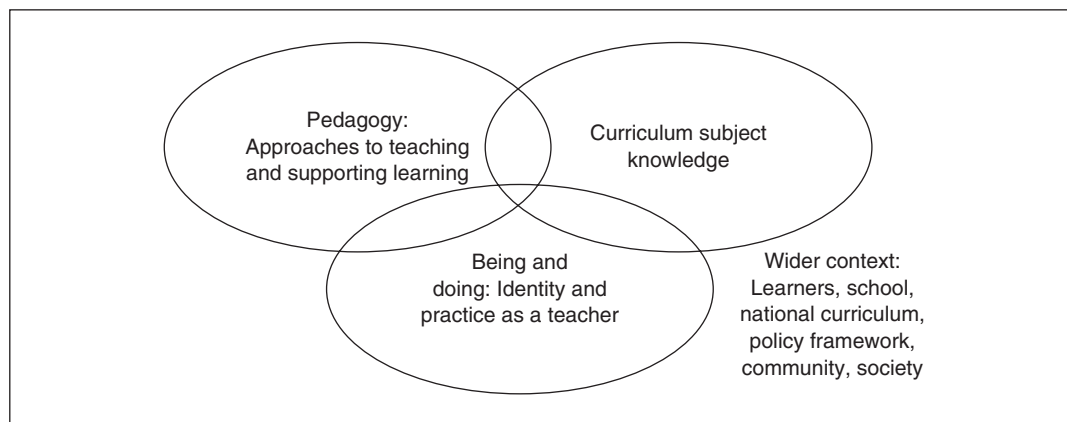 Pedagogy:
Approaches to teaching
and supporting learning
Curriculum subject
knowledge
Being and
doing: Identity and
practice as a teacher
Wider context:
Learners, school,
national curriculum,
policy framework,
community, society